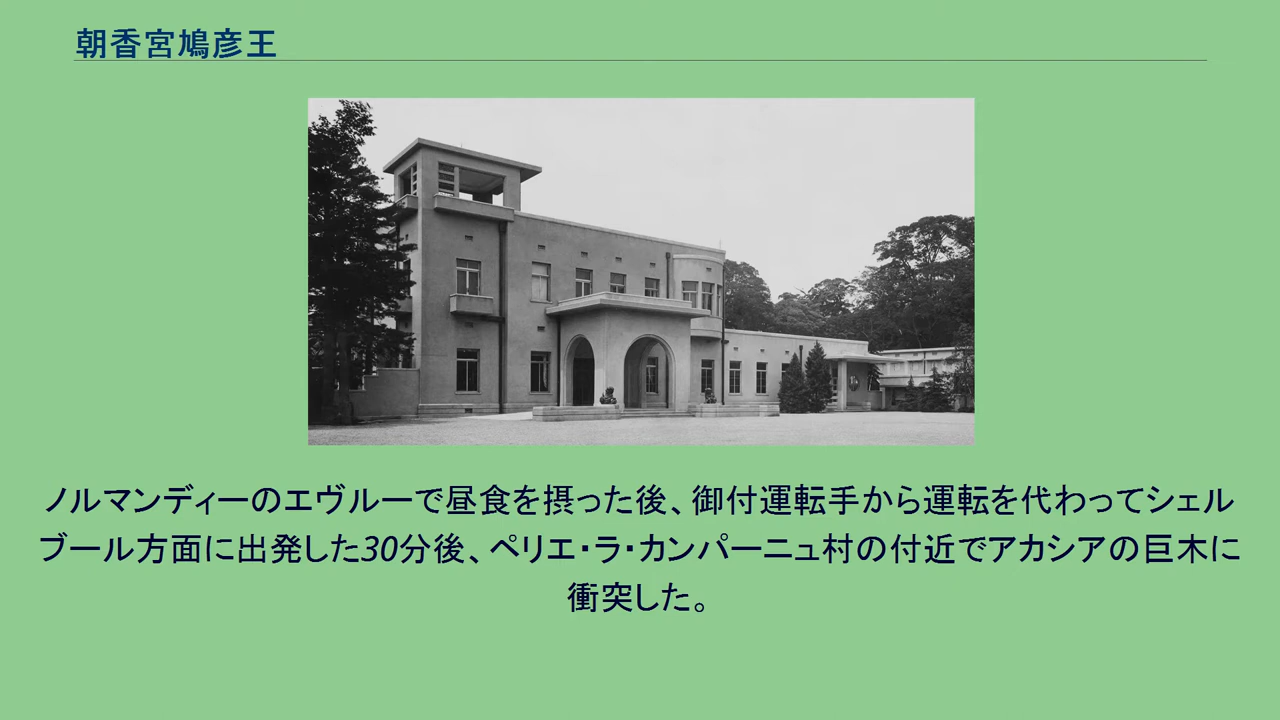 朝香宮鳩彦王
ノルマンディーのエヴルーで昼食を摂った後、御付運転手から運転を代わってシェル
ブール方面に出発した30分後、ペリエ・ラ・カンパーニュ村の付近でアカシアの巨木に
衝突した。